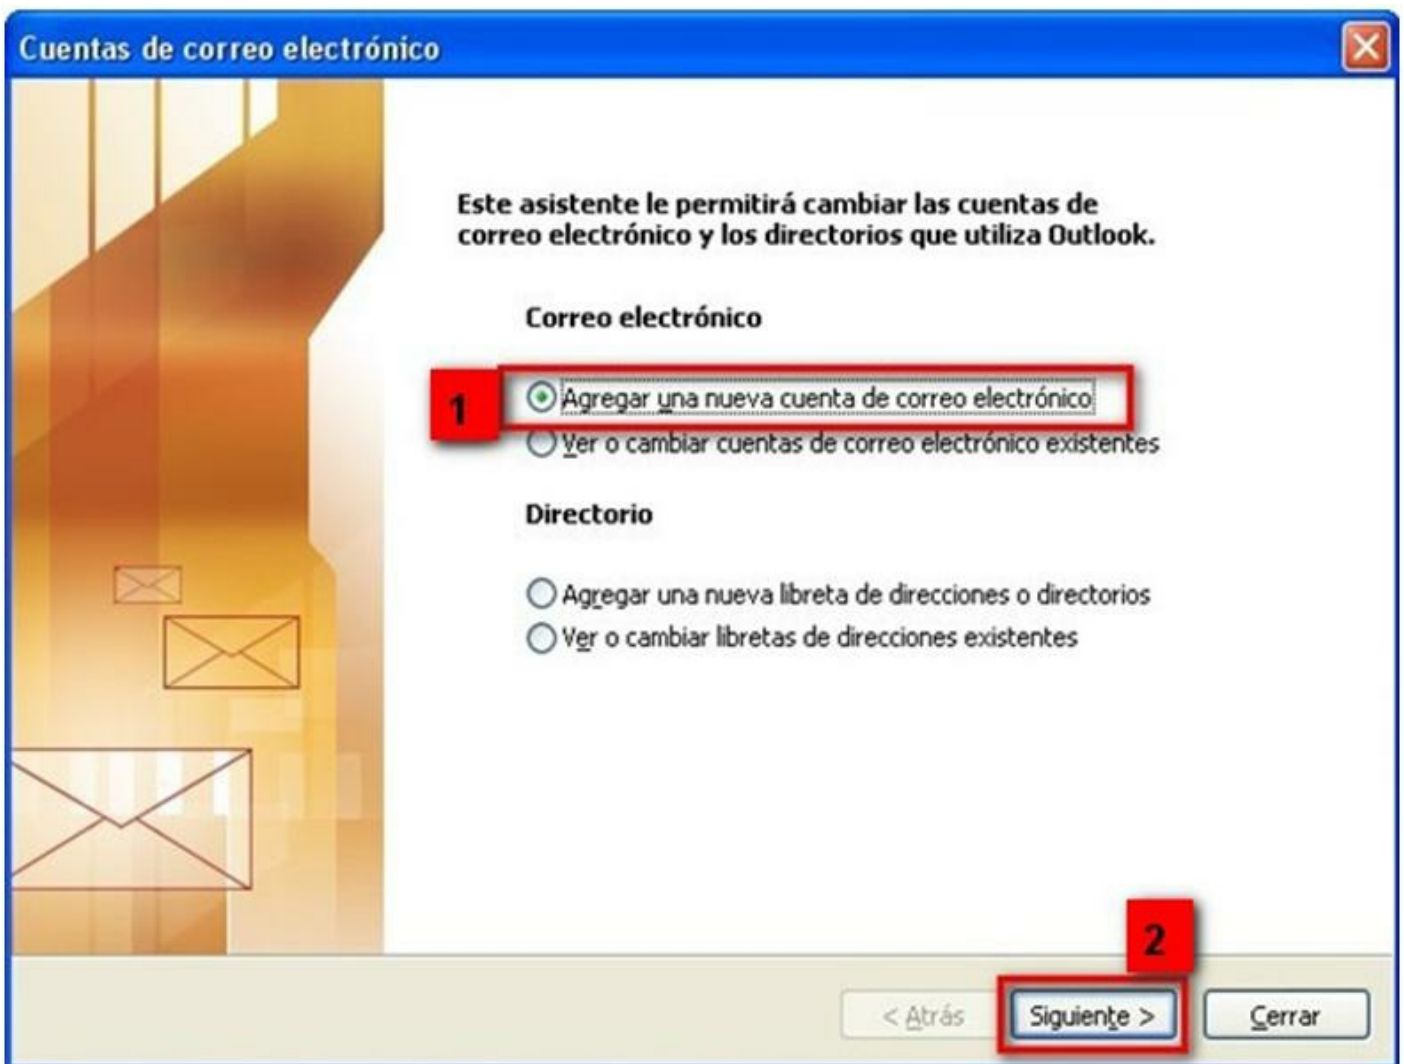 Cuentas de correo electrónico
Este asistente le permitirá cambiar las cuentas de
correo electrónico y los directorios que utiliza Outlook.
Correo electrónico
1
Agregar una nueva cuenta de correo electrónico
Ver o cambiar cuentas de correo electrónico existentes
Directorio
Agregar una nueva libreta de direcciones o directorios
Ver o cambiar libretas de direcciones existentes
2
< Atrás
Siguiente >
Cerrar